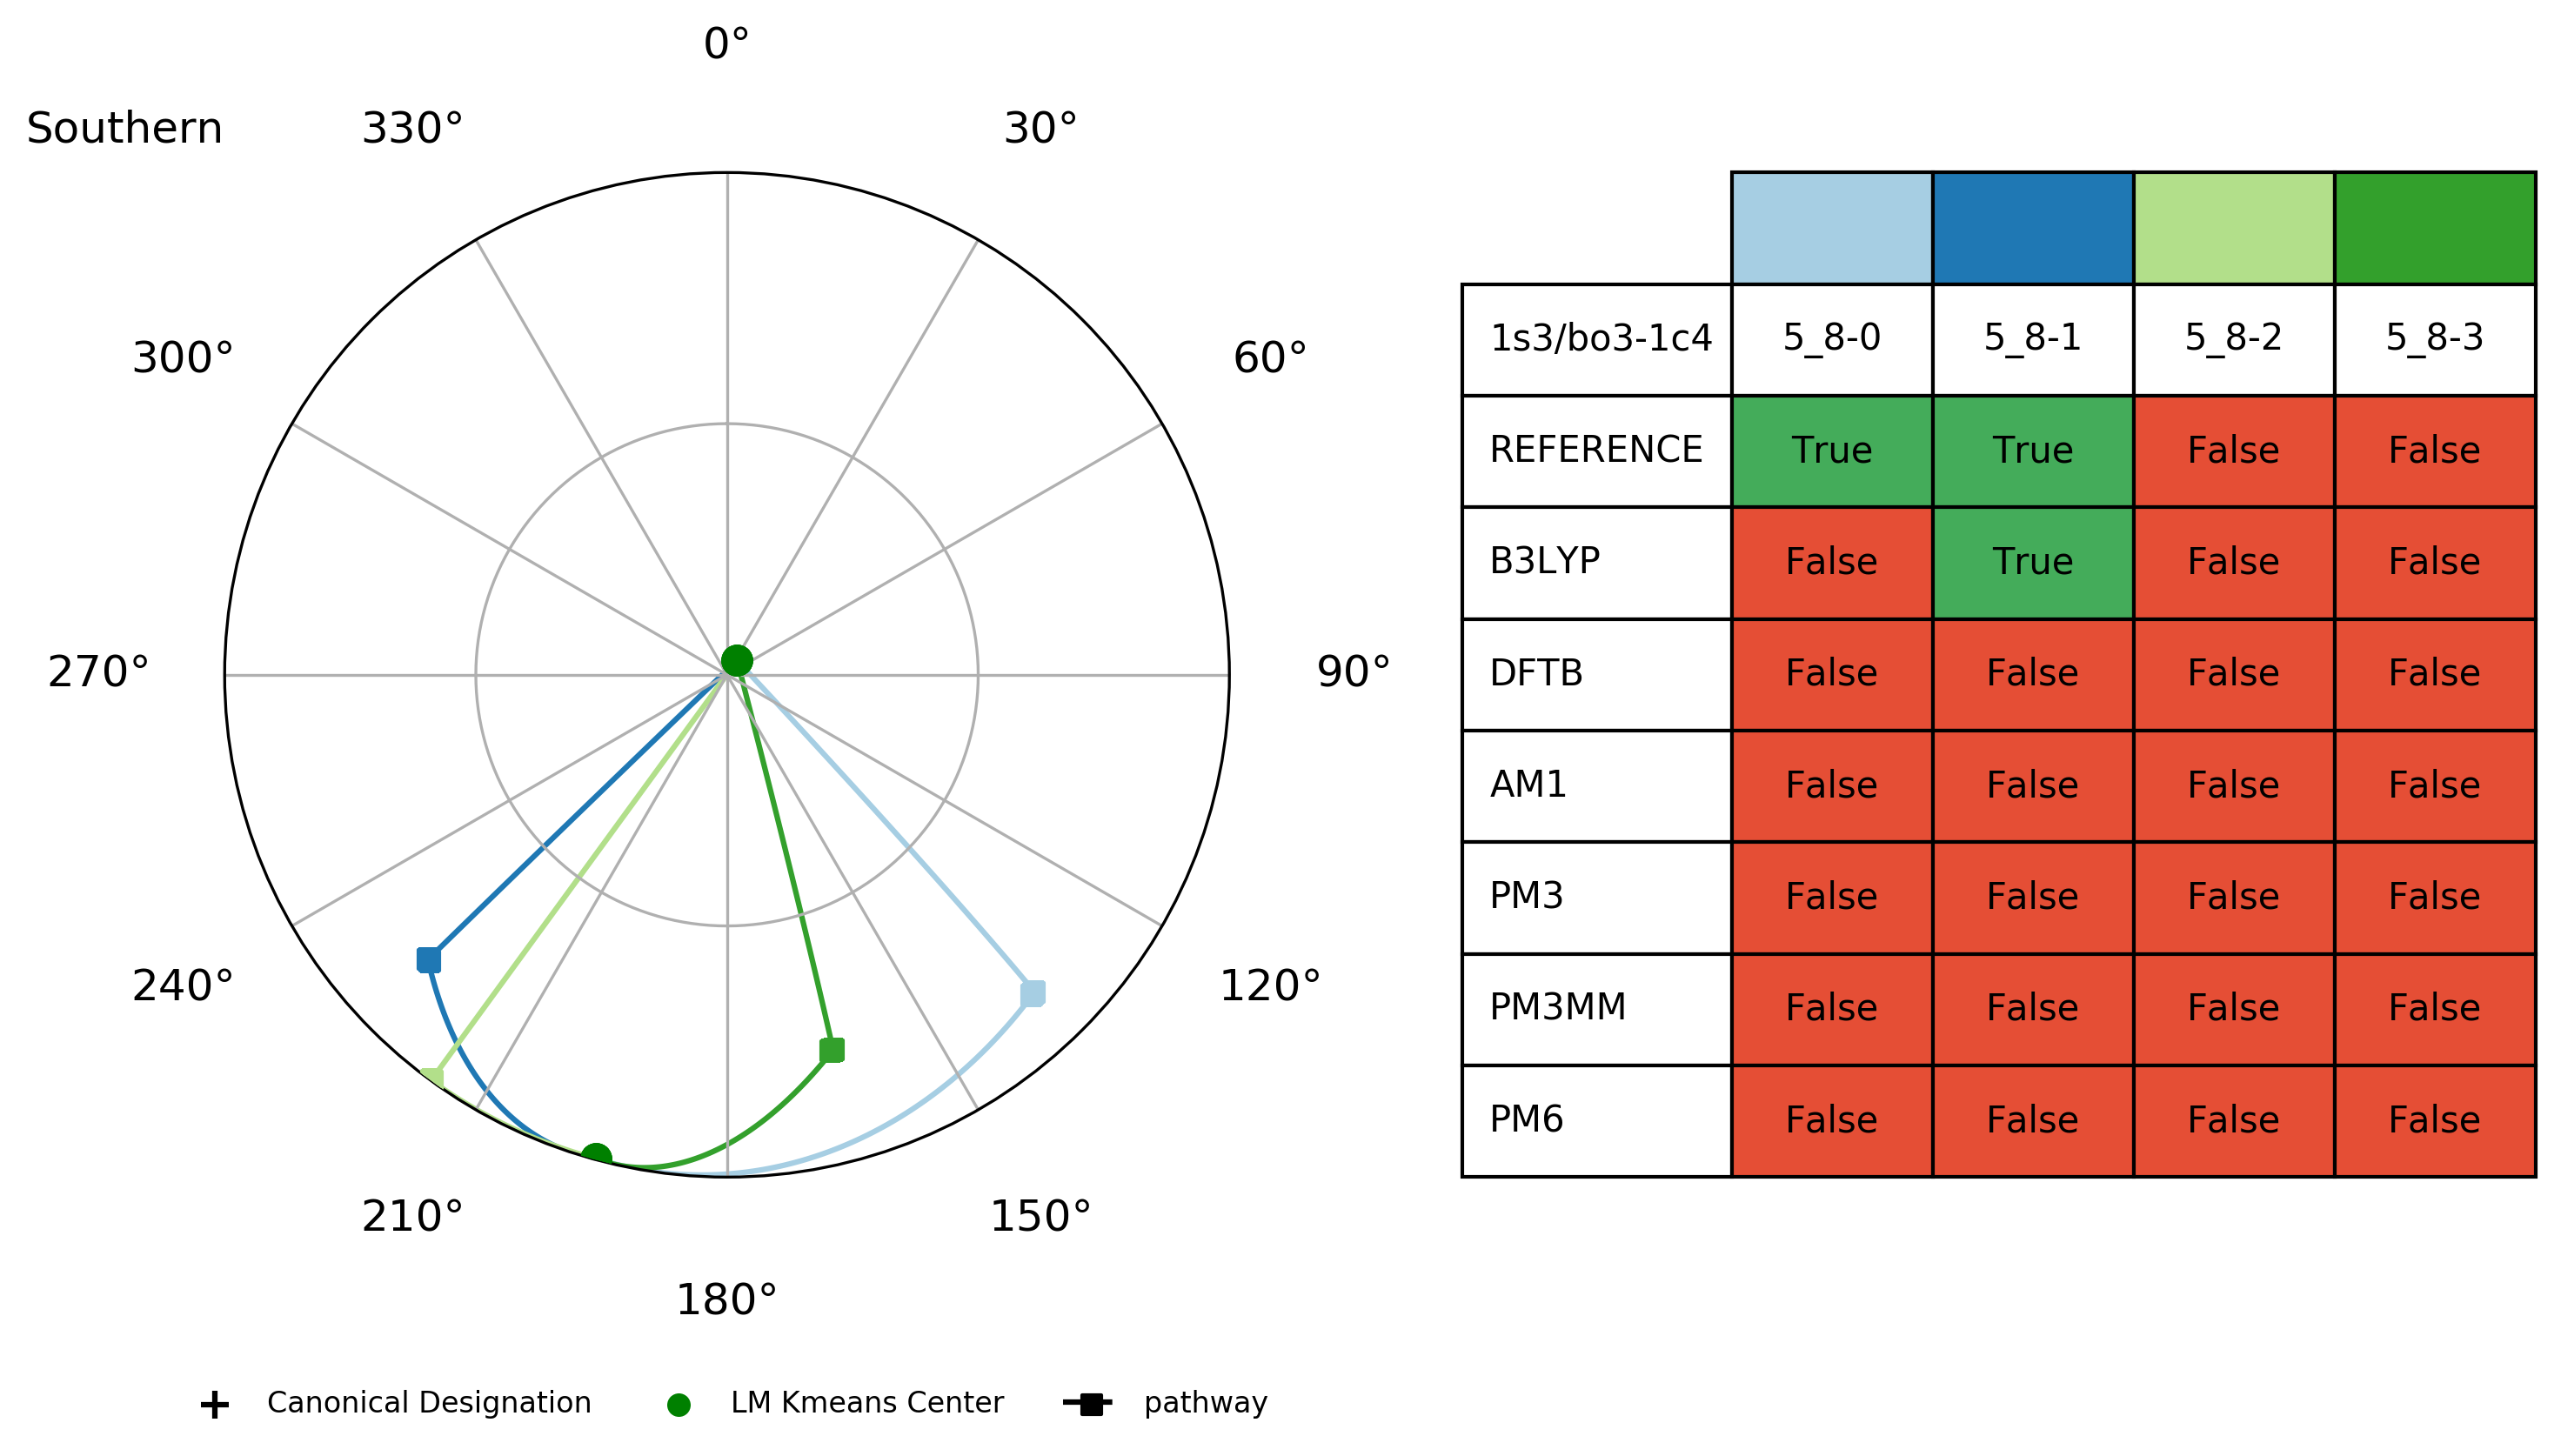 0°
Southern 330° 30°
300° 60°
270° 90°
240° 120°
210° 150°
180°
Canonical Designation LM Kmeans Center pathway
1s3/bo3-1c4 5_8-0 5_8-1 5_8-2 5_8-3
REFERENCE True True False False
B3LYP False True False False
DFTB False False False False
AM1 False False False False
PM3 False False False False
PM3MM False False False False
PM6 False False False False